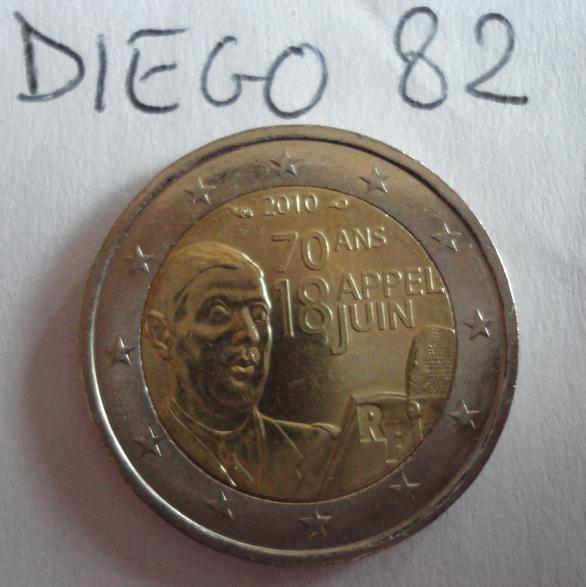 DIEGO 82
2010
70 ANS
18 APPEL
JUIN
RF